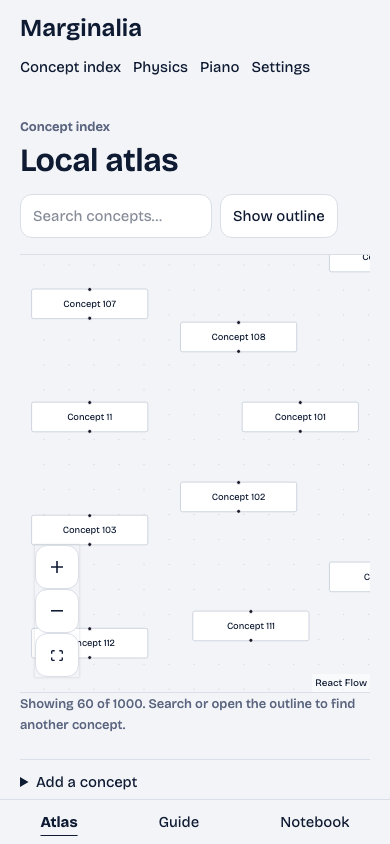 Marginalia
Concept index Physics Piano Settings
Concept index
Local atlas
Search concepts...
Show outline
Concept 107
Concept 108
Concept 11
Concept 101
Concept 102
Concept 103
Concept 111
React Flow
Showing 60 of 1000. Search or open the outline to find
another concept.
Add a concept
Atlas Guide Notebook